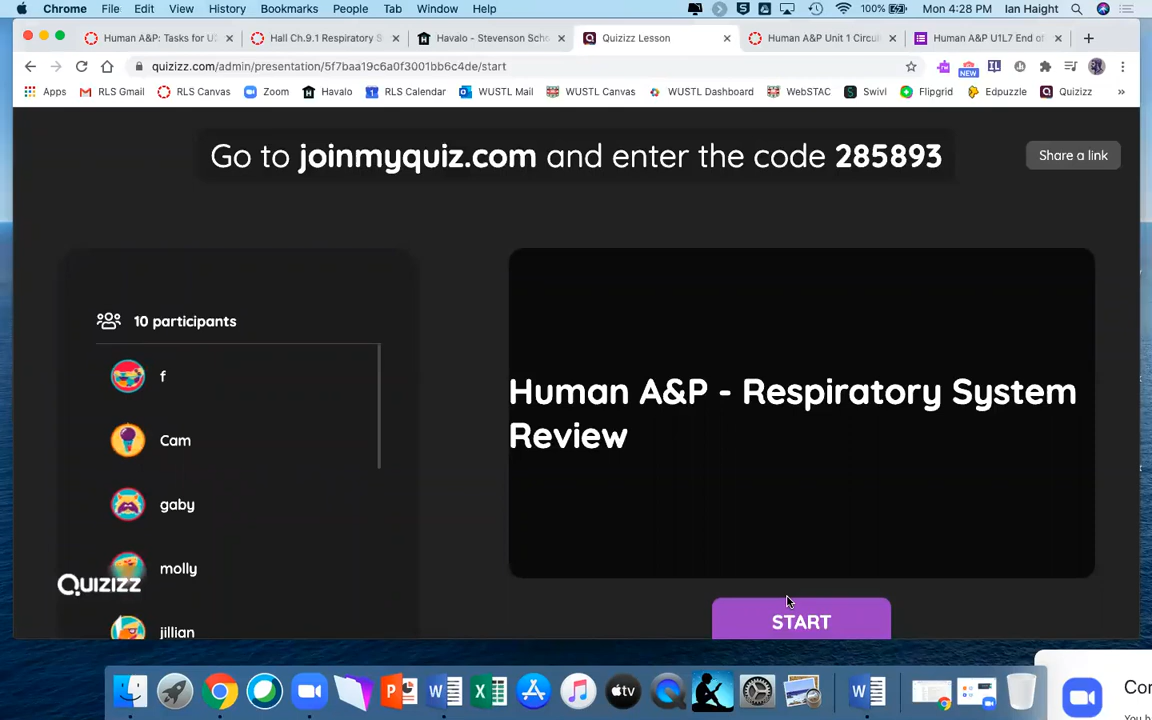 Chrome File Edit View History Bookmarks People Tab Window Help 100% Mon 4:28 PM Ian Haight
Human A&P: Tasks for U Hall Ch.9.1 Respiratory S Havalo - Stevenson Scho Quizizz Lesson Human A&P Unit 1 Circul Human A&P U1L7 End of
quizizz.com/admin/presentation/5f7baa19c6a0f3001bb6c4de/start
NEW
Apps RLS Gmail RLS Canvas Zoom Havalo RLS Calendar WUSTL Mail WUSTL Canvas WUSTL Dashboard WebSTAC Swivl Flipgrid Edpuzzle Quizizz »
Go to joinmyquiz.com and enter the code 285893
Share a link
10 participants
f
Cam
gaby
molly
jillian
Quizizz
Human A&P - Respiratory System
Review
START
Con